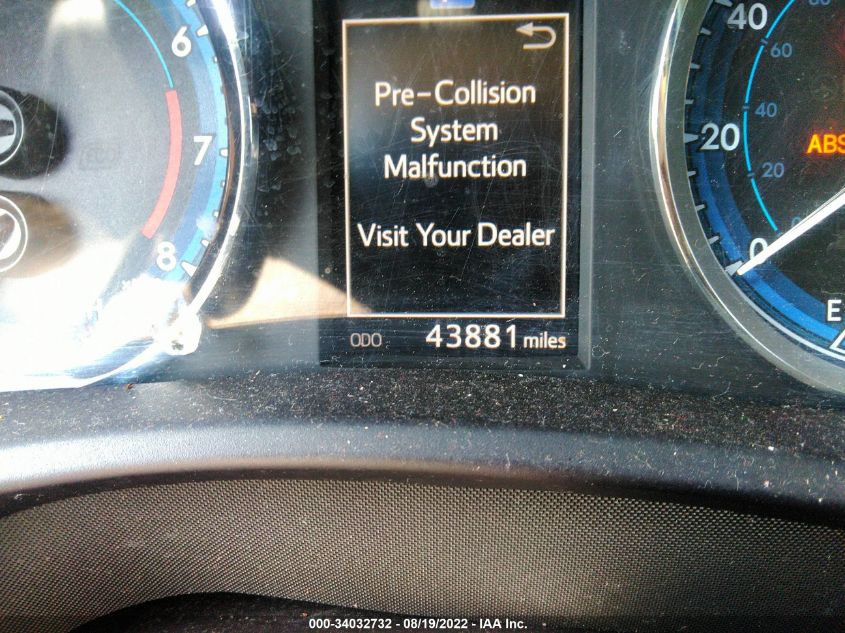 6
7
8
Pre-Collision
System
Malfunction
Visit Your Dealer
ODO 43881 miles
40
60
20
40
20
0
ABS
E
000-34032732 - 08/19/2022 - IAA Inc.